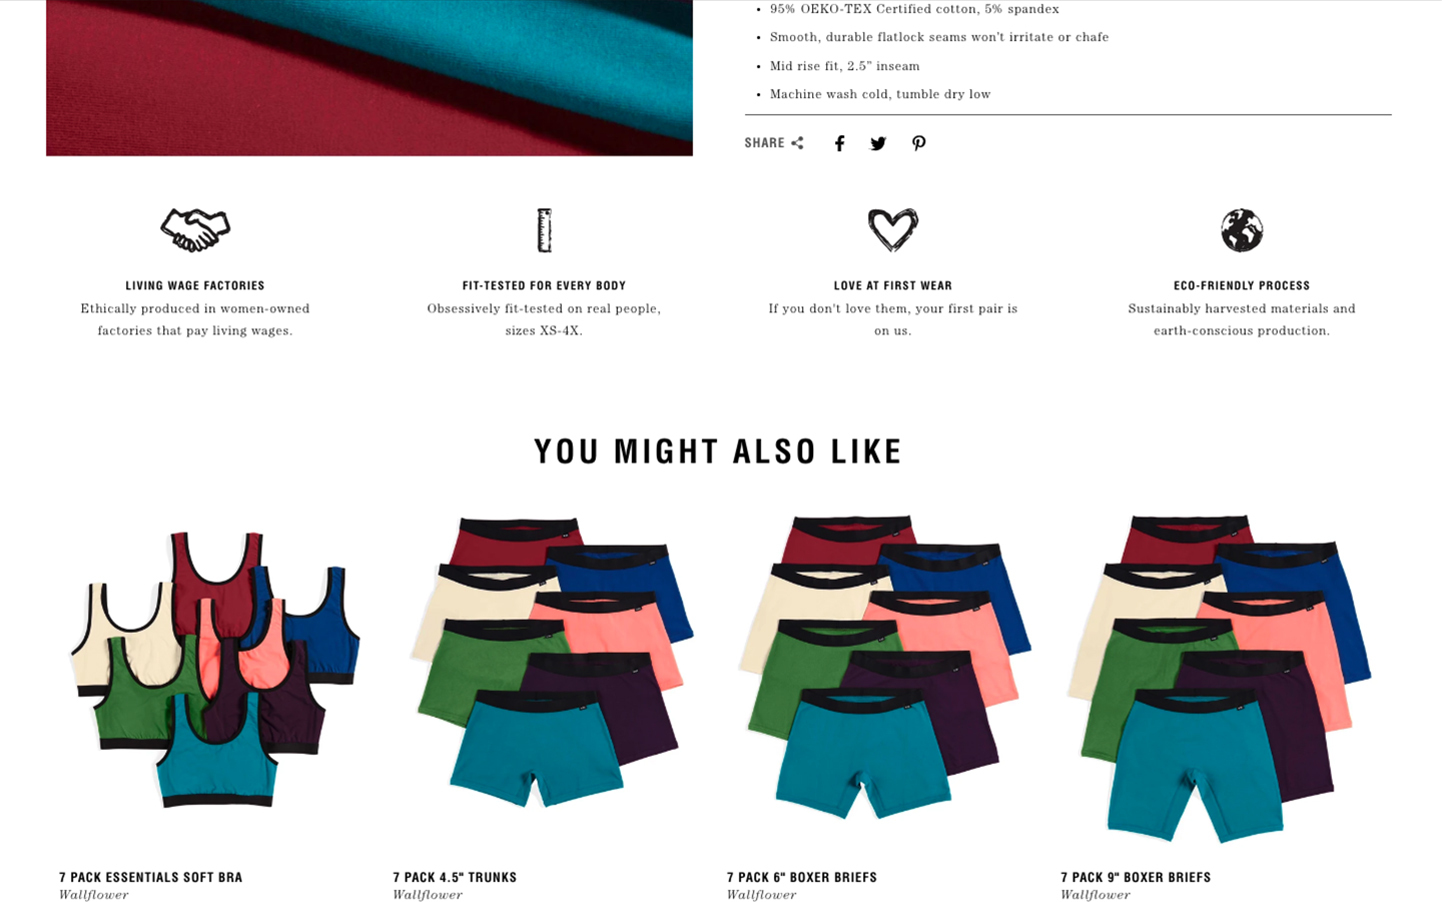 95% OEKO-TEX Certified cotton, 5% spandex
Smooth, durable flatlock seams won't irritate or chafe
Mid rise fit, 2.5" inseam
Machine wash cold, tumble dry low
SHARE
LIVING WAGE FACTORIES
Ethically produced in women-owned
factories that pay living wages.
FIT-TESTED FOR EVERY BODY
Obsessively fit-tested on real people,
sizes XS-4X.
LOVE AT FIRST WEAR
If you don't love them, your first pair is
on us.
ECO-FRIENDLY PROCESS
Sustainably harvested materials and
earth-conscious production.
YOU MIGHT ALSO LIKE
7 PACK ESSENTIALS SOFT BRA
Wallflower
7 PACK 4.5" TRUNKS
Wallflower
7 PACK 6" BOXER BRIEFS
Wallflower
7 PACK 9" BOXER BRIEFS
Wallflower